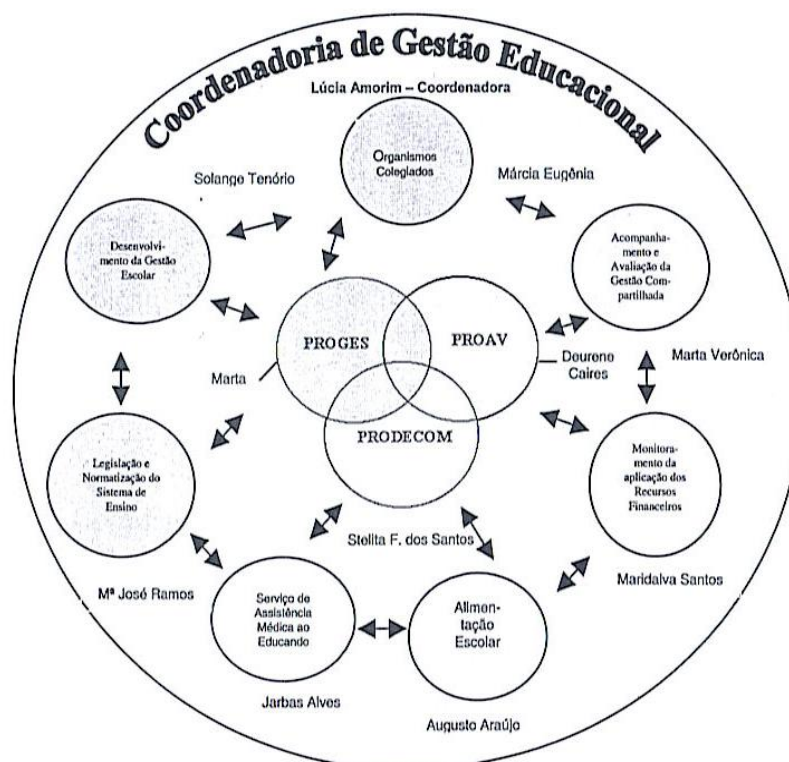 Coordenadoria de Gestão Educacional
Lúcia Amorim – Coordenadora
Organismos
Colegiados
Solange Tenório
Márcia Eugênia
Desenvolvi-
mento da Gestão
Escolar
Acompanha-
mento e
Avaliação da
Gestão Com-
partilhada
PROGES
PROAV
Marta
Doureno
Caires
Marta Verônica
PRODECOM
Legislação e
Normatização do
Sistema de
Ensino
Monitora-
mento da
aplicação dos
Recursos
Financeiros
Stelita F. dos Santos
Mª José Ramos
Maridalva Santos
Serviço de
Assistência
Médica ao
Educando
Alimen-
tação
Escolar
Jarbas Alves
Augusto Araújo